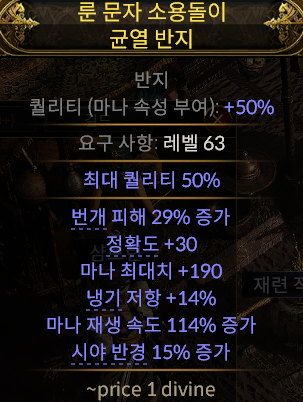 룬 문자 소용돌이
균열 반지
반지
퀄리티 (마나 속성 부여): +50%
요구 사항: 레벨 63
최대 퀄리티 50%
번개 피해 29% 증가
정확도 +30
마나 최대치 +190
냉기 저항 +14%
마나 재생 속도 114% 증가
시야 반경 15% 증가
재련 
~price 1 divine